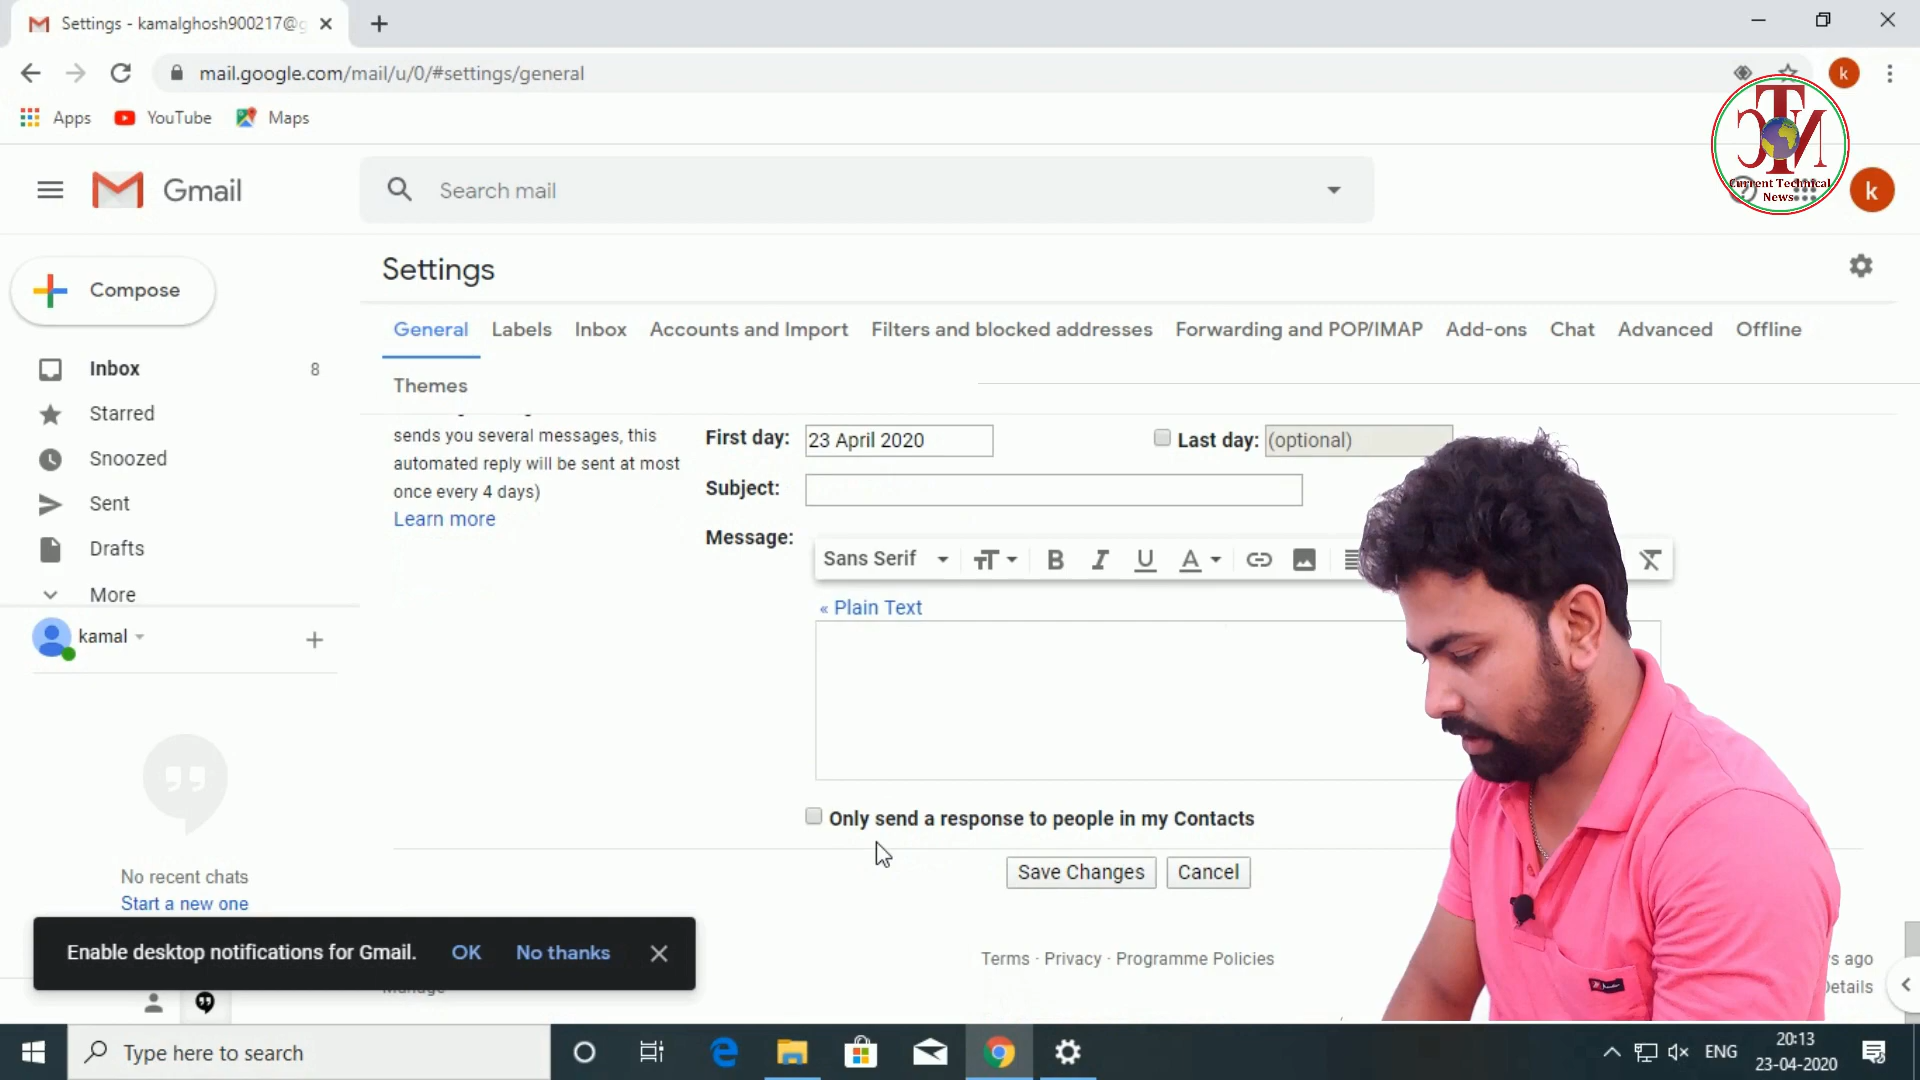 Settings - kamalghosh900217@g
mail.google.com/mail/u/0/#settings/general
k
Apps
YouTube
Maps
Gmail
Search mail
CTN
Current Technical
News
k
Compose
Settings
General
Labels
Inbox
Accounts and Import
Filters and blocked addresses
Forwarding and POP/IMAP
Add-ons
Chat
Advanced
Offline
Themes
Inbox
8
Starred
Snoozed
Sent
Drafts
More
kamal
No recent chats
Start a new one
sends you several messages, this
automated reply will be sent at most
once every 4 days)
Learn more
First day:
23 April 2020
Last day:
(optional)
Subject:
Message:
Sans Serif
« Plain Text
Only send a response to people in my Contacts
Save Changes
Cancel
Enable desktop notifications for Gmail.
OK
No thanks
Terms · Privacy · Programme Policies
ago
Details
Type here to search
ENG
20:13
23-04-2020